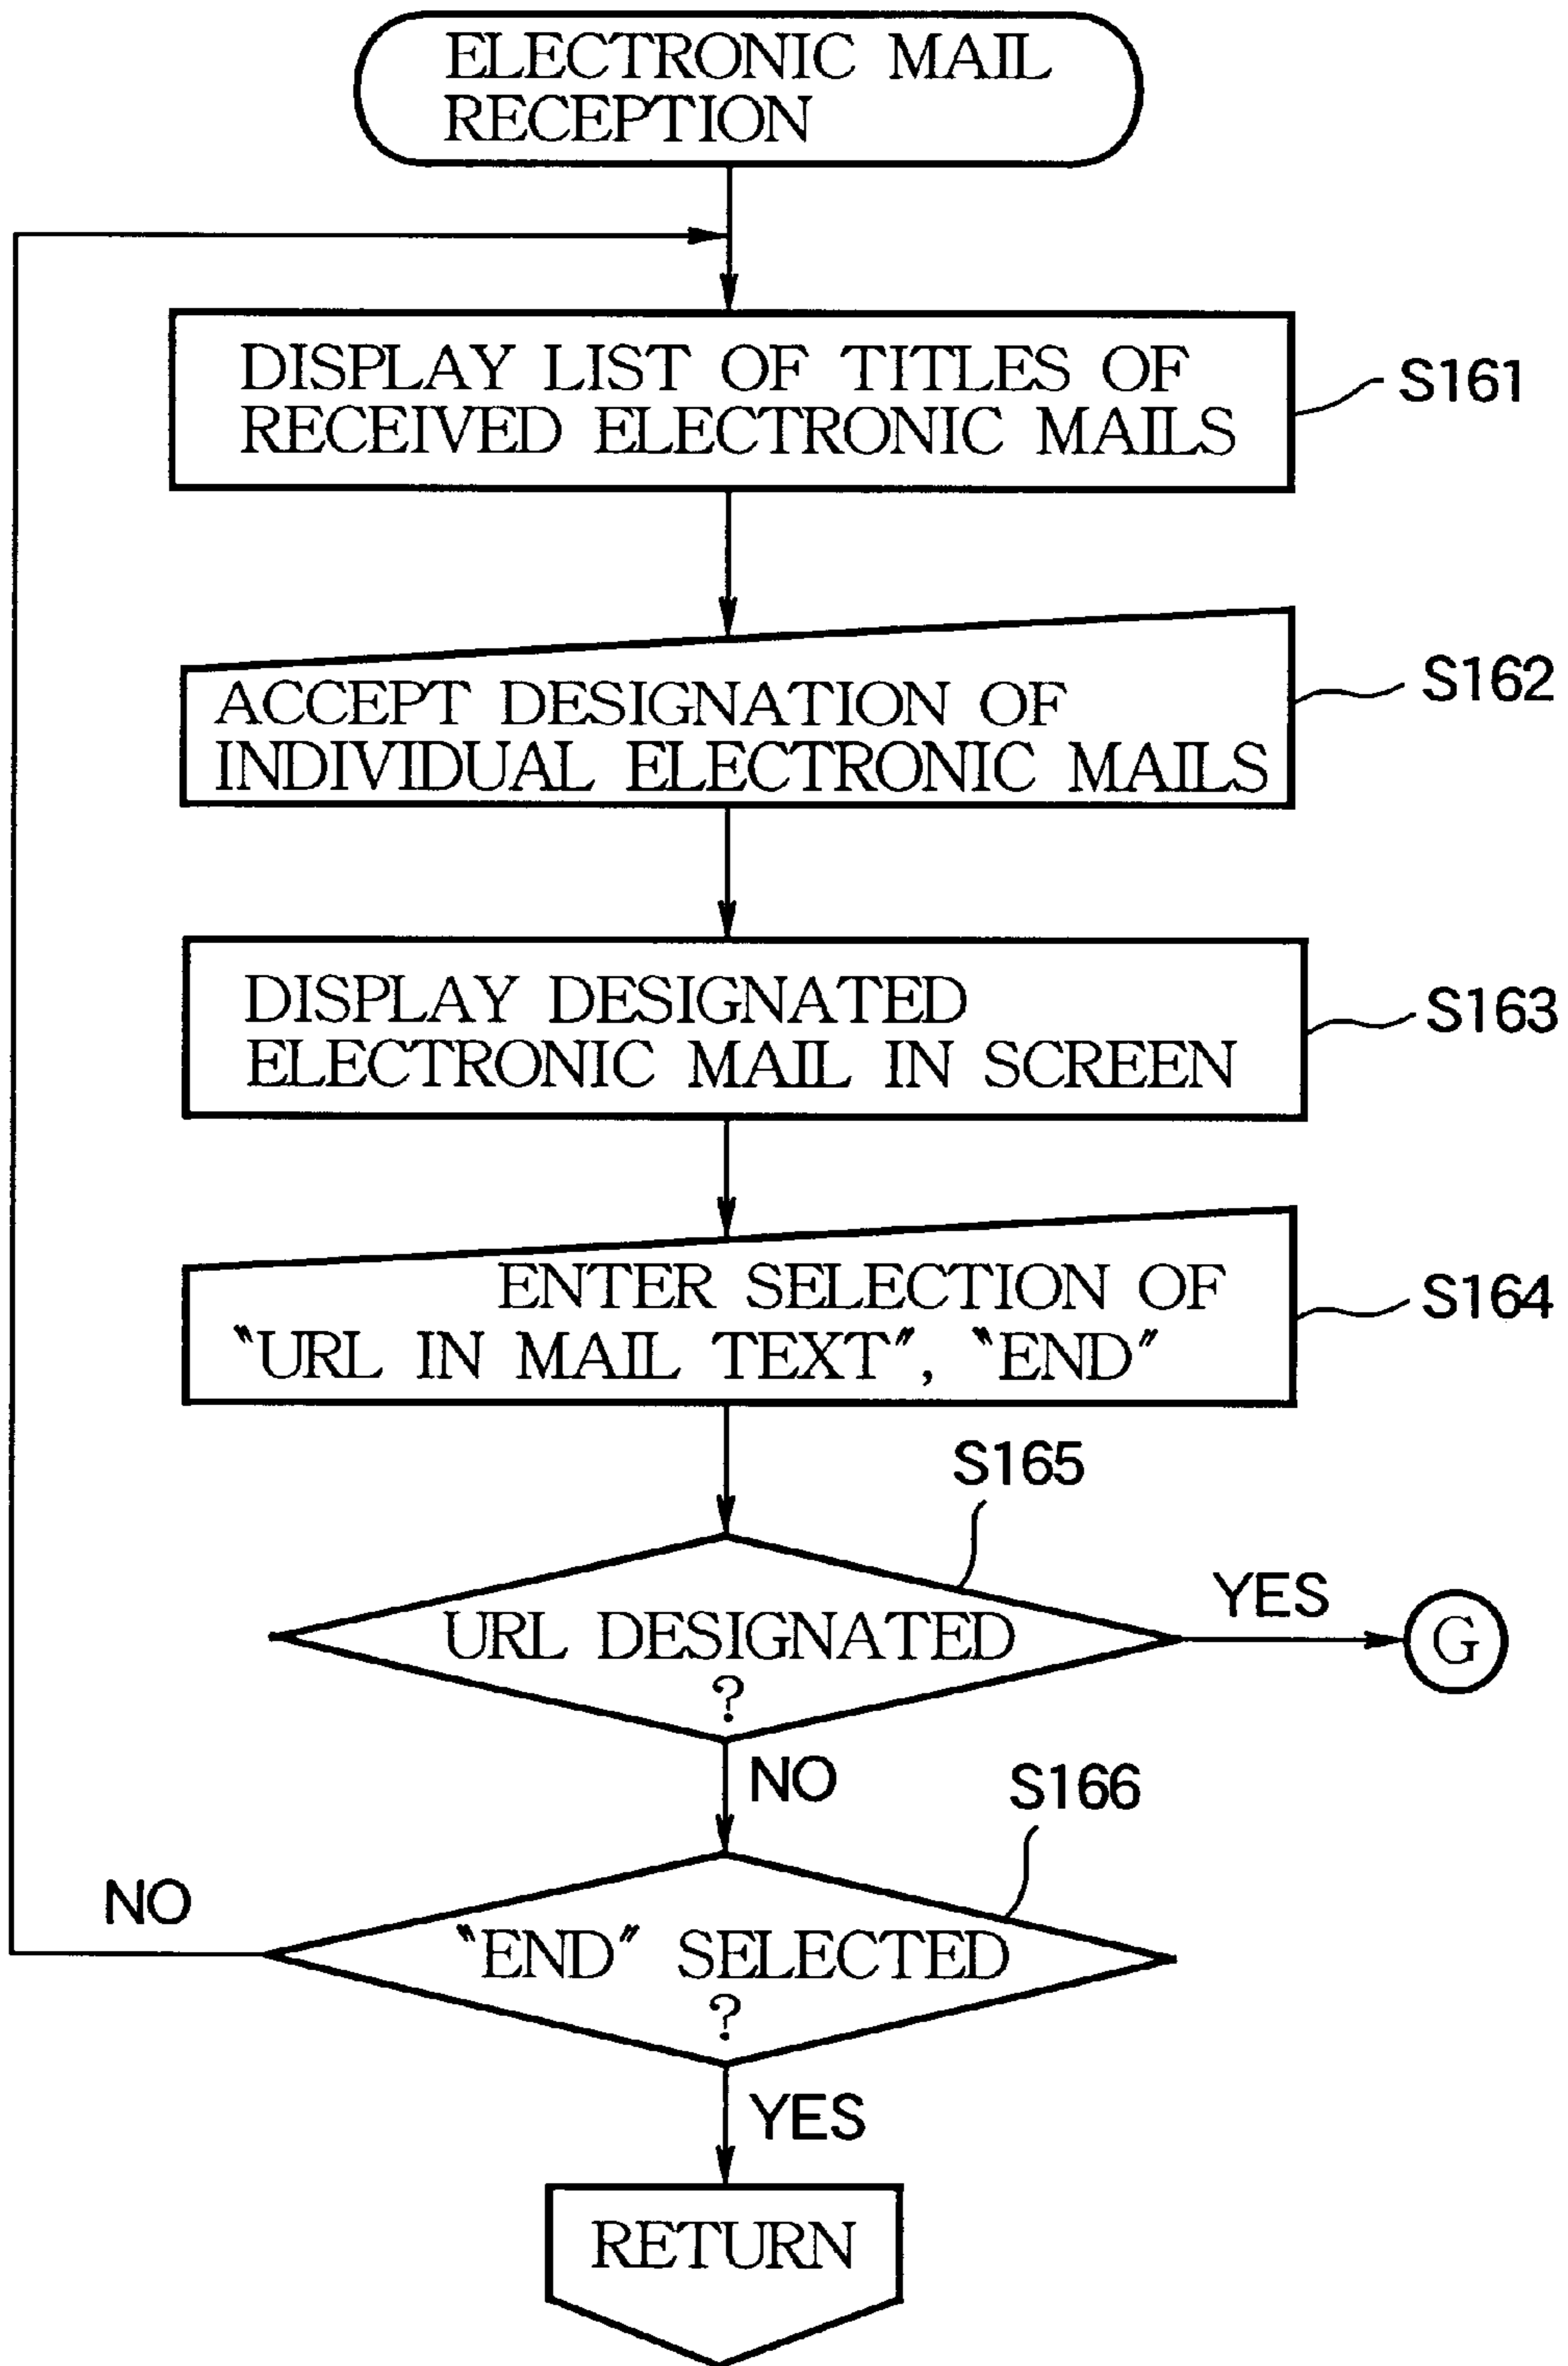 ELECTRONIC MAIL
RECEPTION
DISPLAY LIST OF TITLES OF
RECEIVED ELECTRONIC MAILS
S161
ACCEPT DESIGNATION OF
INDIVIDUAL ELECTRONIC MAILS
S162
DISPLAY DESIGNATED
ELECTRONIC MAIL IN SCREEN
S163
ENTER SELECTION OF
"URL IN MAIL TEXT", "END"
S164
S165
URL DESIGNATED
?
YES
G
NO
S166
"END" SELECTED
?
NO
YES
RETURN